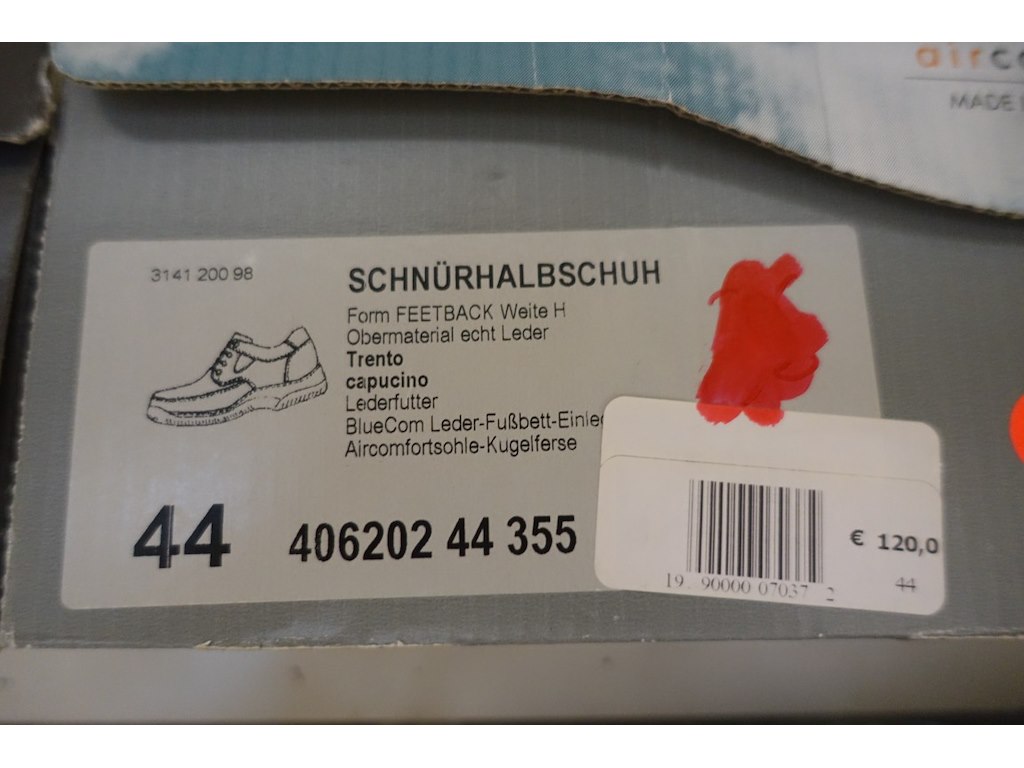 MADE
3141 200 98
SCHNÜRHALBSCHUH
Form FEETBACK Weite H
Obermaterial echt Leder
Trento
capucino
Lederfutter
BlueCom Leder-Fußbett-Einle
Aircomfortsohle-Kugelferse
44 406202 44 355
€ 120,0
19 90000 07037 2
44